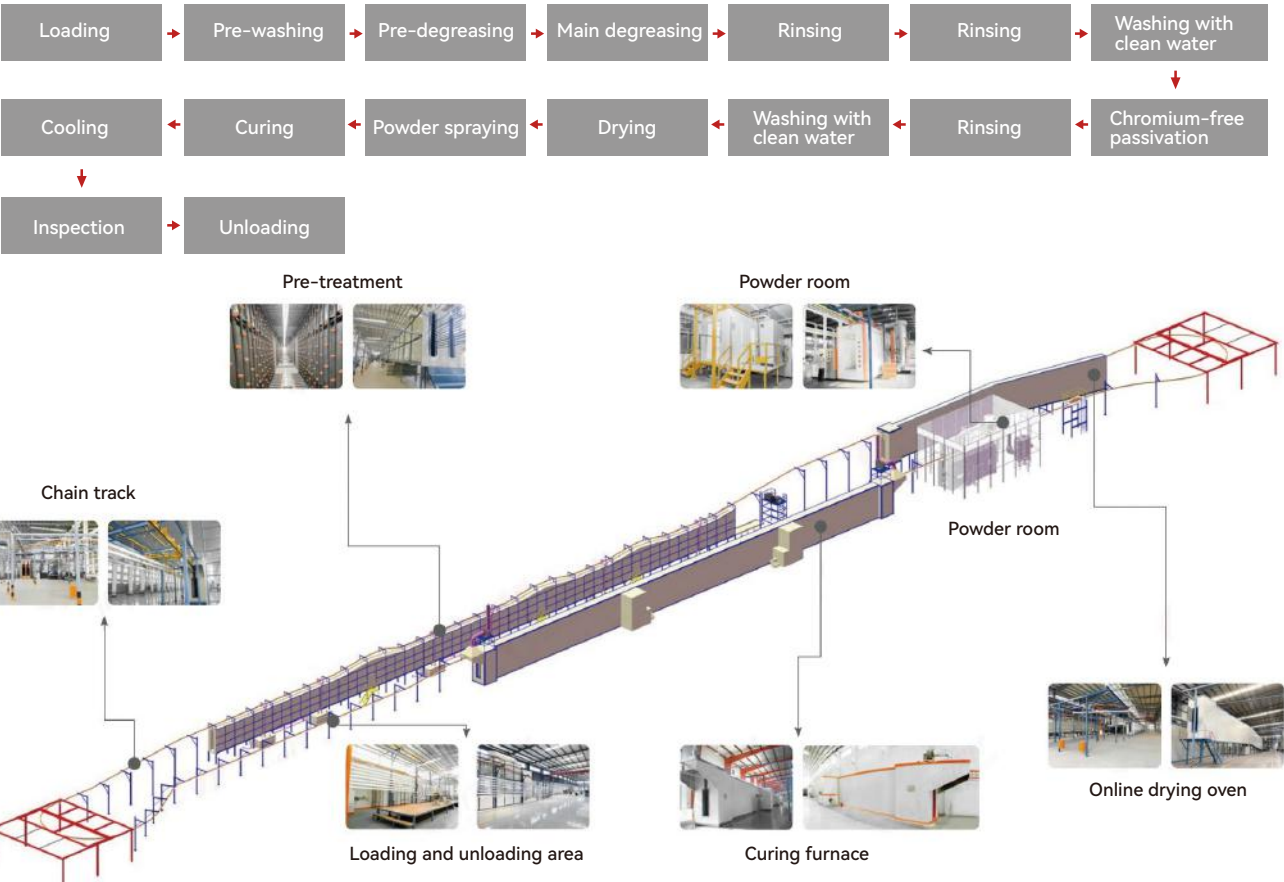 Loading
Pre-washing
Pre-degreasing
Main degreasing
Rinsing
Rinsing
Washing with
clean water
Chromium-free
passivation
Rinsing
Washing with
clean water
Drying
Powder spraying
Curing
Cooling
Inspection
Unloading
Pre-treatment
Powder room
Chain track
Powder room
Online drying oven
Loading and unloading area
Curing furnace